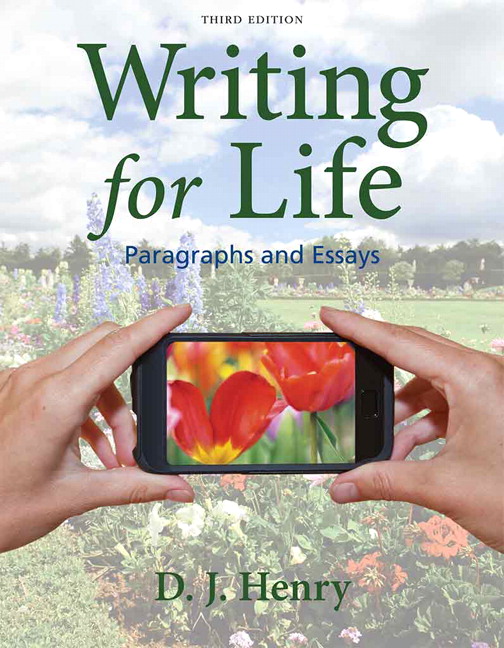 THIRD EDITION
Writing
for Life
Paragraphs and Essays
D. J. Henry